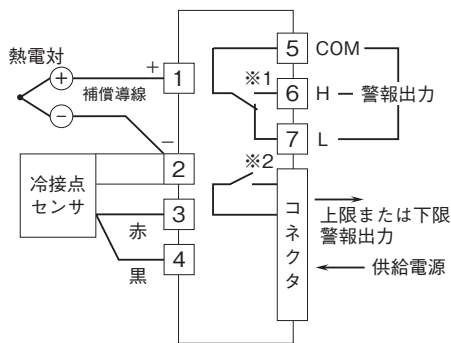 熱電対
+
−
補償導線
+
−
1
2
3
4
冷接点
センサ
赤
黒
5
COM
※1
6
H
警報出力
7
L
※2
コネクタ
上限または下限
警報出力
供給電源